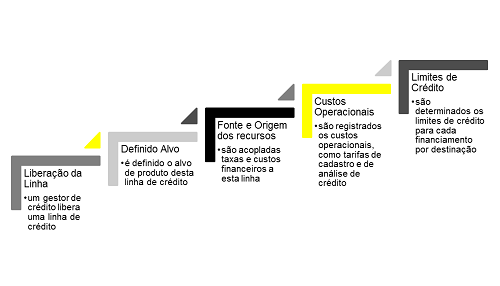 Liberação da
Linha
•um gestor de
crédito libera
uma linha de
crédito
Definido Alvo
•é definido o alvo
de produto desta
linha de crédito
Fonte e Origem
dos recursos
•são acopladas
taxas e custos
financeiros a
esta linha
Custos
Operacionais
•são registrados
os custos
operacionais,
como tarifas de
cadastro e de
análise de
crédito
Limites de
Crédito
•são
determinados os
limites de crédito
para cada
financiamento
por destinação